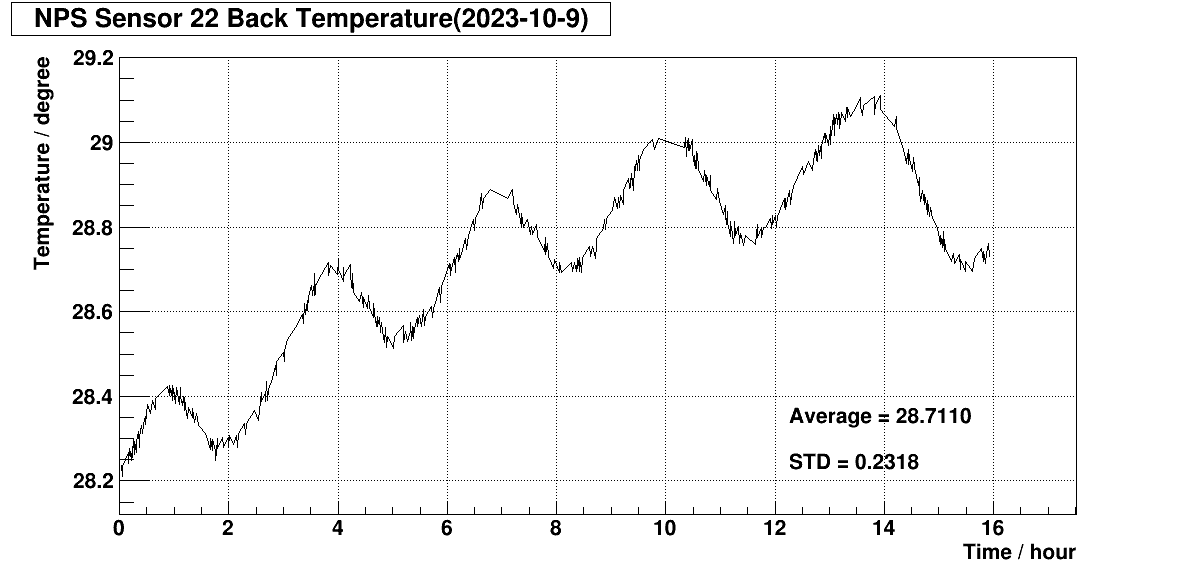 NPS Sensor 22 Back Temperature(2023-10-9)
Temperature / degree
29.2
29
28.8
28.6
28.4
28.2
Average = 28.7110
STD = 0.2318
0 2 4 6 8 10 12 14 16
Time / hour